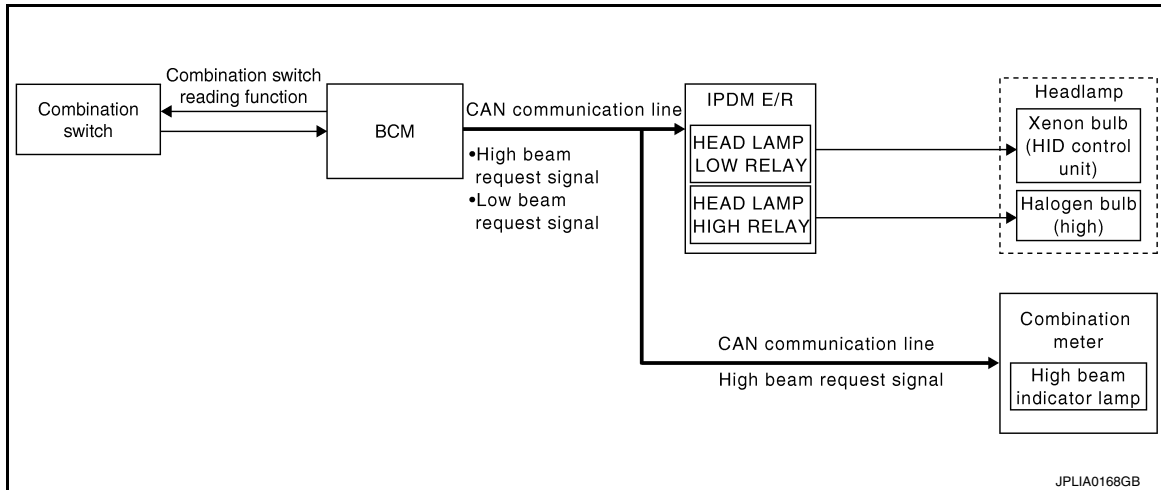 Combination switch
reading function
Combination
switch
BCM
CAN communication line
•High beam
request signal
•Low beam
request signal
IPDM E/R
HEAD LAMP
LOW RELAY
HEAD LAMP
HIGH RELAY
Headlamp
Xenon bulb
(HID control
unit)
Halogen bulb
(high)
CAN communication line
High beam request signal
Combination
meter
High beam
indicator lamp
JPLIA0168GB